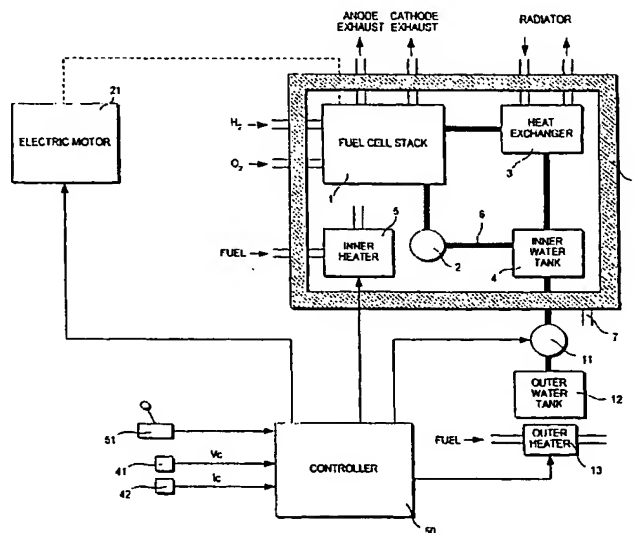 ANODE EXHAUST
CATHODE EXHAUST
RADIATOR
21
ELECTRIC MOTOR
H2
O2
FUEL CELL STACK
1
HEAT EXCHANGER
3
5
6
FUEL
INNER HEATER
2
INNER WATER TANK
4
7
11
OUTER WATER TANK
12
51
FUEL
OUTER HEATER
13
41
Vc
CONTROLLER
42
Ic
50